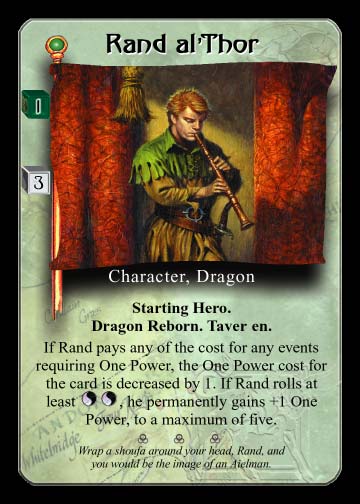 Rand al'Thor
0
3
Character, Dragon
Starting Hero.
Dragon Reborn. Taver en.
If Rand pays any of the cost for any events
requiring One Power, the One Power cost for
the card is decreased by 1. If Rand rolls at
least , he permanently gains +1 One
Power, to a maximum of five.
Wrap a shoufa around your head, Rand, and
you would be the image of an Aielman.
Whitebridge